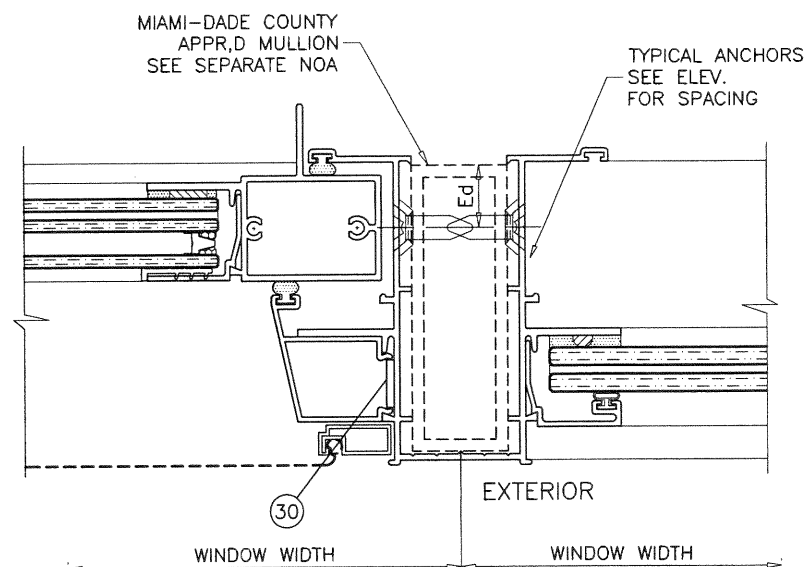 MIAMI-DADE COUNTY
APPR,D MULLION
SEE SEPARATE NOA
TYPICAL ANCHORS
SEE ELEV.
FOR SPACING
Ed
30
EXTERIOR
WINDOW WIDTH
WINDOW WIDTH